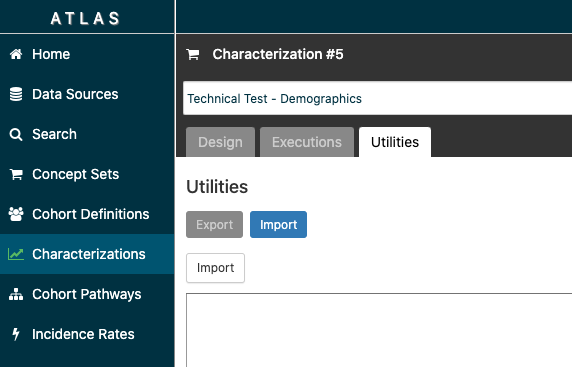 ATLAS
Home
Data Sources
Search
Concept Sets
Cohort Definitions
Characterizations
Cohort Pathways
Incidence Rates
Characterization #5
Technical Test - Demographics
Design Executions Utilities
Utilities
Export Import
Import